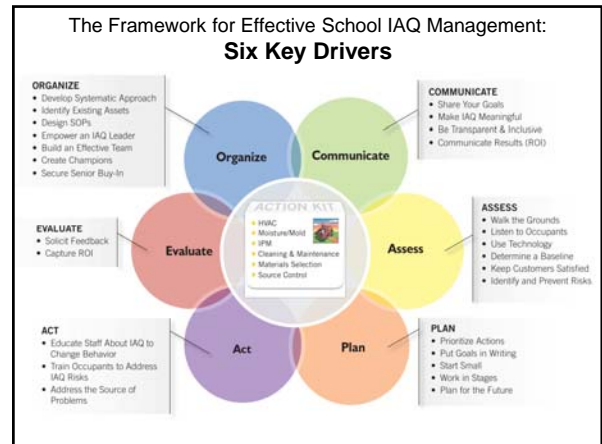 The Framework for Effective School IAQ Management:
Six Key Drivers
ORGANIZE
• Develop Systematic Approach
• Identify Existing Assets
• Design SOPs
• Empower an IAQ Leader
• Build an Effective Team
• Create Champions
• Secure Senior Buy-In
COMMUNICATE
• Share Your Goals
• Make IAQ Meaningful
• Be Transparent & Inclusive
• Communicate Results (ROI)
Organize
Communicate
EVALUATE
• Solicit Feedback
• Capture ROI
Evaluate
ACTION KIT
• HVAC
• Moisture/Mold
• IPM
• Cleaning & Maintenance
• Materials Selection
• Source Control
Assess
ASSESS
• Walk the Grounds
• Listen to Occupants
• Use Technology
• Determine a Baseline
• Keep Customers Satisfied
• Identify and Prevent Risks
ACT
• Educate Staff About IAQ to
Change Behavior
• Train Occupants to Address
IAQ Risks
• Address the Source of
Problems
Act
Plan
PLAN
• Prioritize Actions
• Put Goals in Writing
• Start Small
• Work in Stages
• Plan for the Future